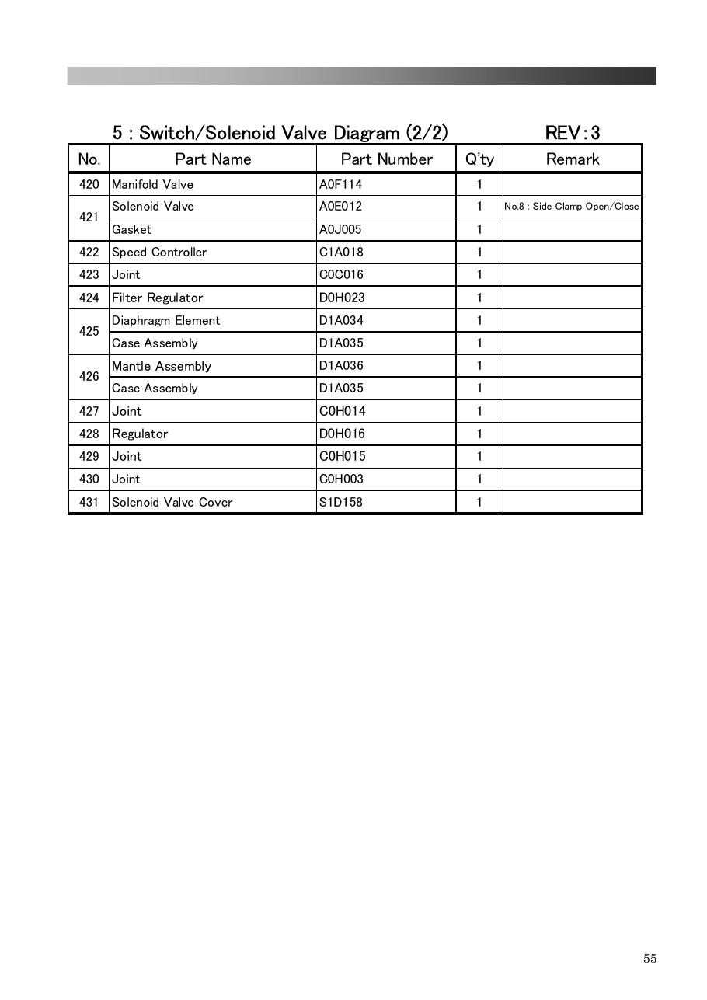 5 : Switch/Solenoid Valve Diagram (2/2) REV : 3
No. Part Name Part Number Q'ty Remark
420 Manifold Valve A0F114 1
421 Solenoid Valve A0E012 1 No.8 : Side Clamp Open/Close
Gasket A0J005 1
422 Speed Controller C1A018 1
423 Joint C0C016 1
424 Filter Regulator D0H023 1
425 Diaphragm Element D1A034 1
Case Assembly D1A035 1
426 Mantle Assembly D1A036 1
Case Assembly D1A035 1
427 Joint C0H014 1
428 Regulator D0H016 1
429 Joint C0H015 1
430 Joint C0H003 1
431 Solenoid Valve Cover S1D158 1
55